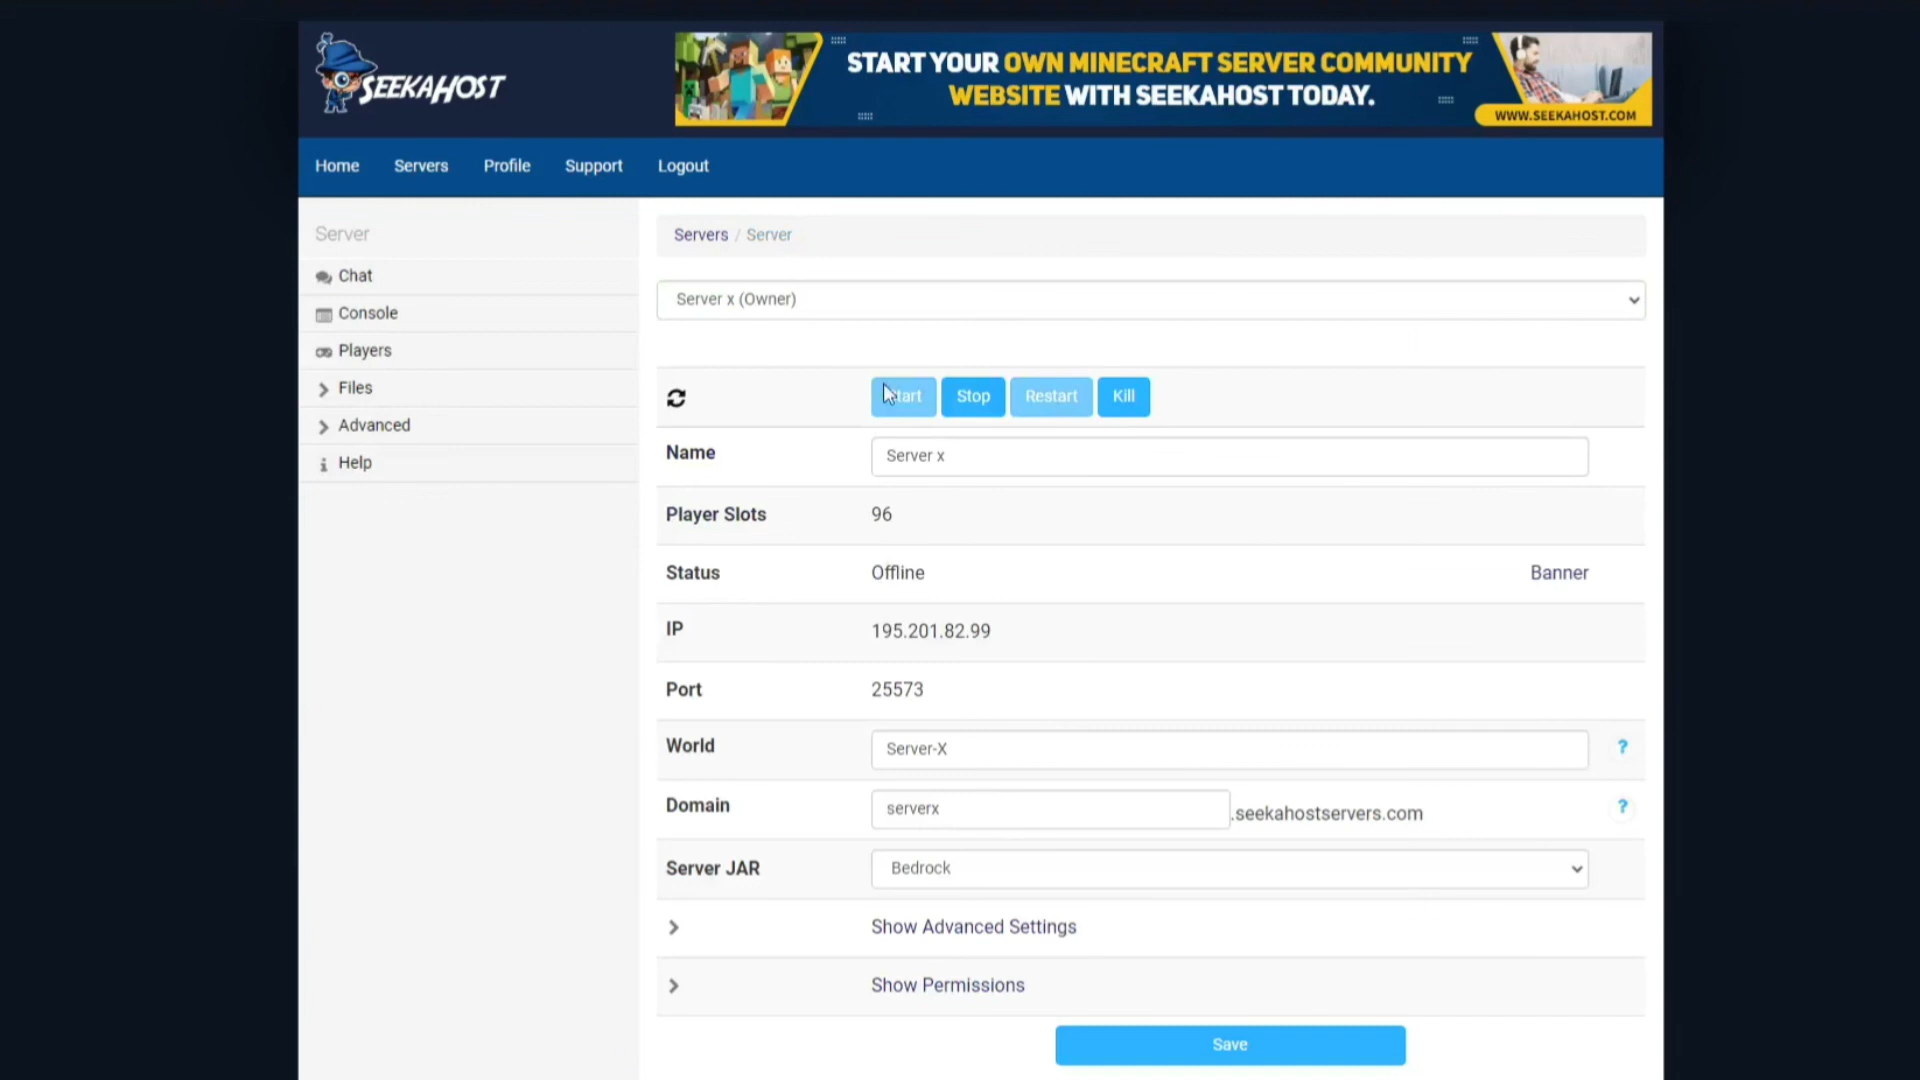 SEEKAHOST
START YOUR OWN MINECRAFT SERVER COMMUNITY
WEBSITE WITH SEEKAHOST TODAY.
WWW.SEEKAHOST.COM
Home Servers Profile Support Logout
Server
Chat
Console
Players
Files
Advanced
i Help
Servers / Server
Server x (Owner)
Stop Restart Kill
Name Server x
Player Slots 96
Status Offline Banner
IP 195.201.82.99
Port 25573
World Server-X ?
Domain serverx .seekahostservers.com ?
Server JAR Bedrock
Show Advanced Settings
Show Permissions
Save